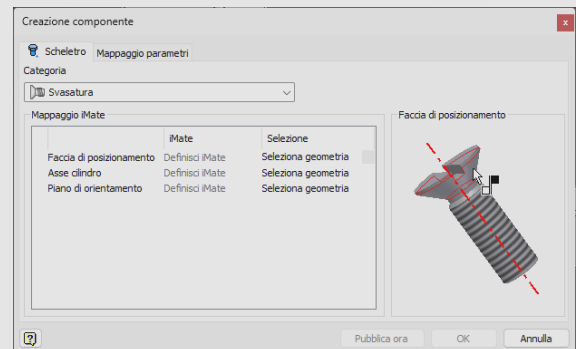 Creazione componente
Scheletro Mappaggio parametri
Categoria
Svasatura
Mappaggio iMate
iMate Selezione
Faccia di posizionamento Definisci iMate Seleziona geometria
Asse cilindro Definisci iMate Seleziona geometria
Piano di orientamento Definisci iMate Seleziona geometria
Faccia di posizionamento
Pubblica ora OK Annulla